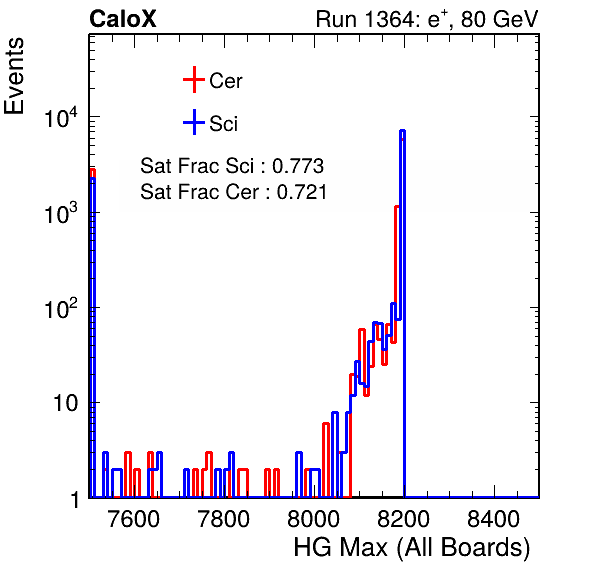 CaloX Run 1364: e⁺, 80 GeV
Events
Cer
Sci
Sat Frac Sci : 0.773
Sat Frac Cer : 0.721
10⁴
10³
10²
10
1
7600 7800 8000 8200 8400
HG Max (All Boards)